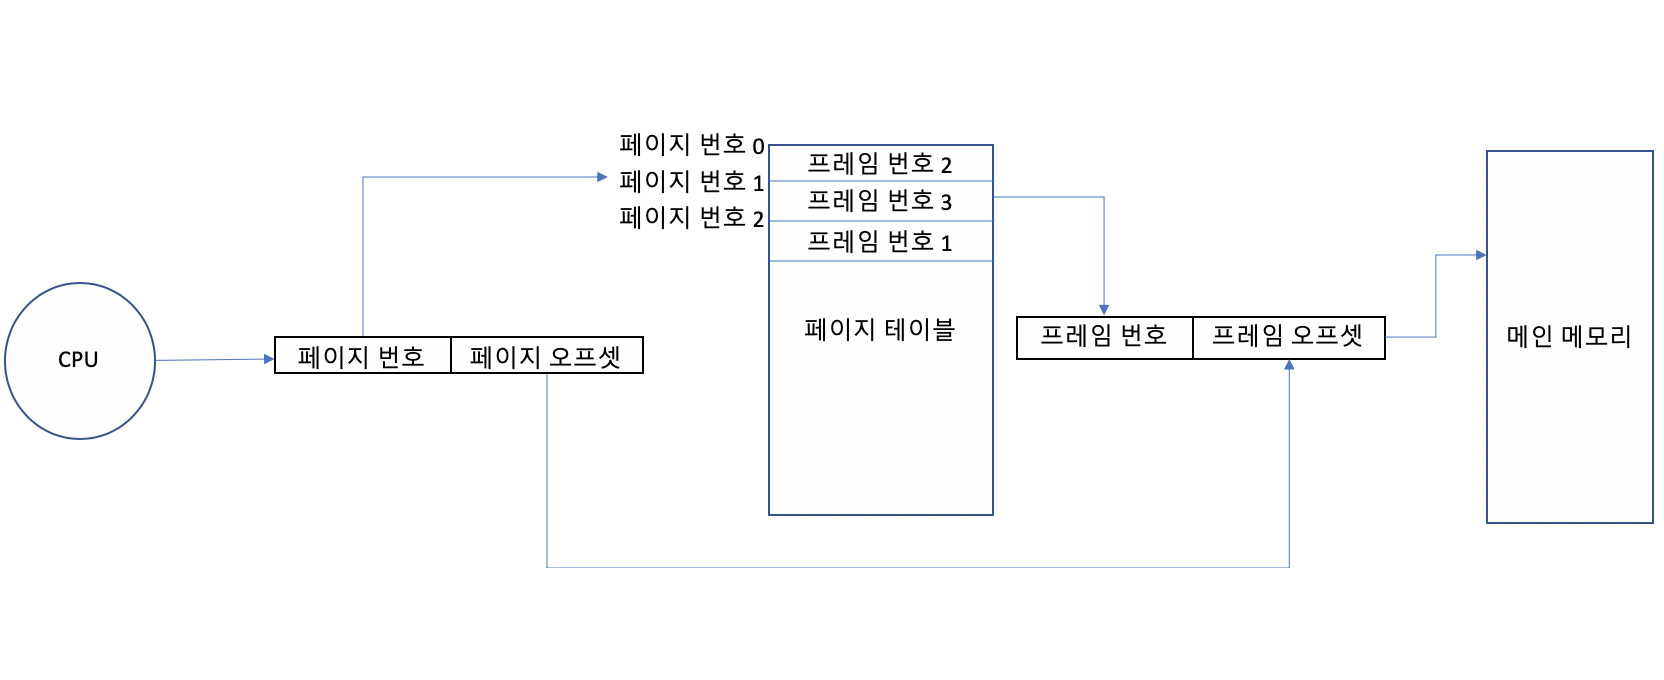 CPU
페이지 번호
페이지 오프셋
페이지 번호 0
페이지 번호 1
페이지 번호 2
프레임 번호 2
프레임 번호 3
프레임 번호 1
페이지 테이블
프레임 번호
프레임 오프셋
메인 메모리